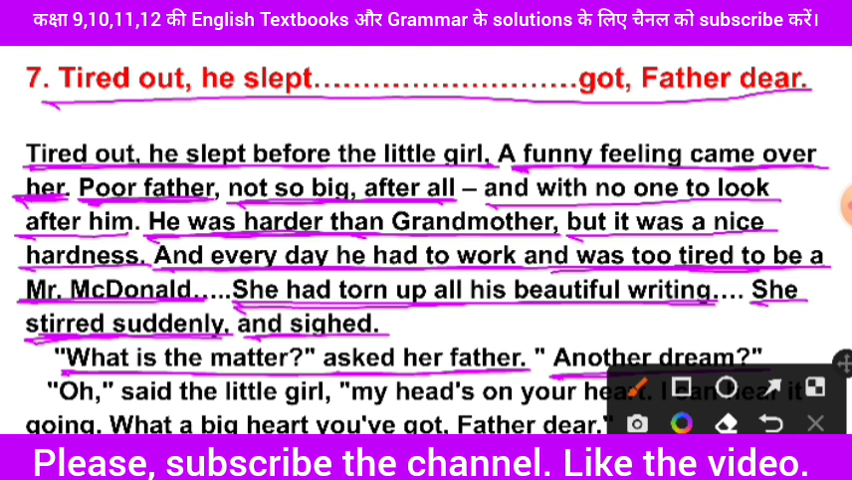 कक्षा 9,10,11,12 की English Textbooks और Grammar के solutions के लिए चैनल को subscribe करें।
7. Tired out, he slept...........................got, Father dear.
Tired out, he slept before the little girl. A funny feeling came over
her. Poor father, not so big, after all – and with no one to look
after him. He was harder than Grandmother, but it was a nice
hardness. And every day he had to work and was too tired to be a
Mr. McDonald.....She had torn up all his beautiful writing.... She
stirred suddenly, and sighed.
"What is the matter?" asked her father. " Another dream?"
"Oh," said the little girl, "my head's on your heart. I can hear it
going. What a big heart you've got, Father dear."
Please, subscribe the channel. Like the video.